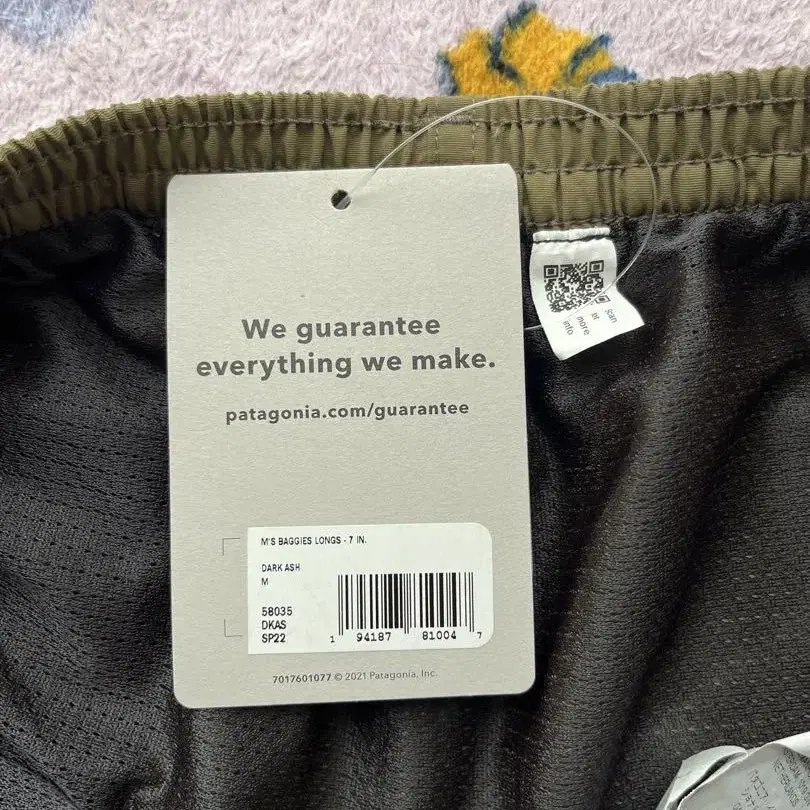 We guarantee
everything we make.
patagonia.com/guarantee
M'S BAGGIES LONGS - 7 IN.
DARK ASH
M
58035
DKAS
SP22
1 94187 81004 7
7017601077 © 2021 Patagonia, Inc.
scan
for
more
info